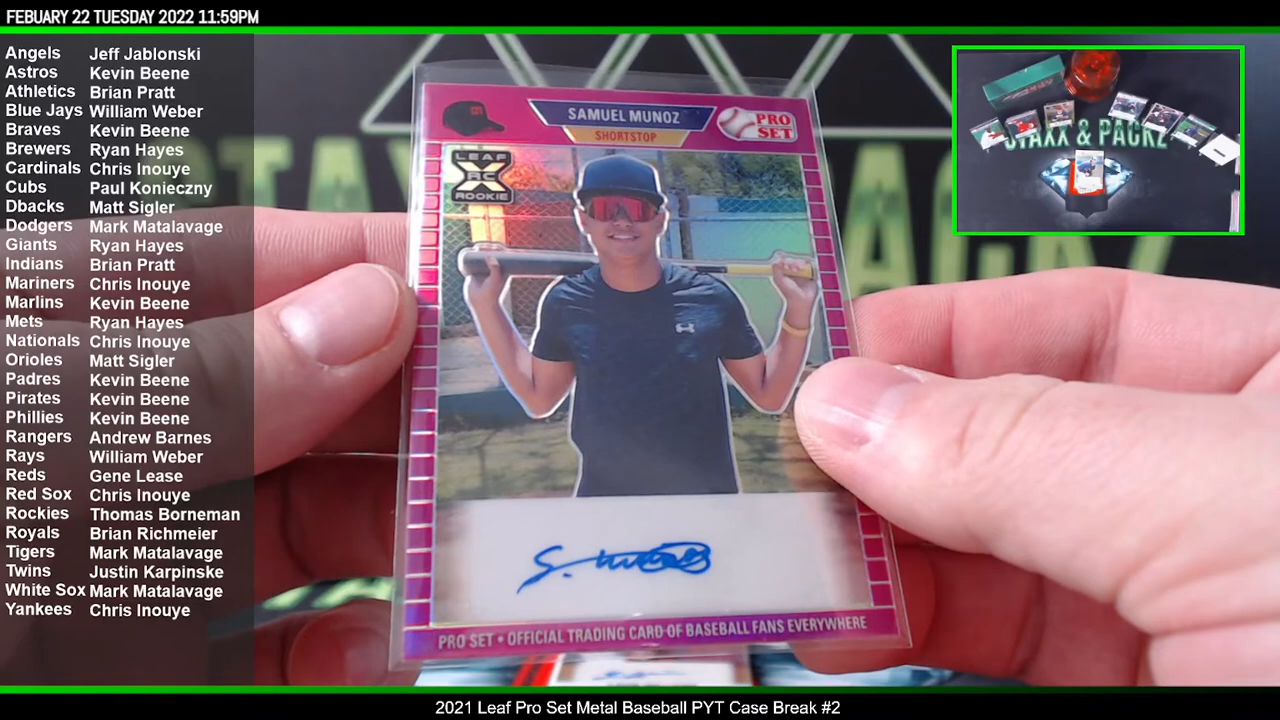 FEBUARY 22 TUESDAY 2022 11:59PM
Angels Jeff Jablonski
Astros Kevin Beene
Athletics Brian Pratt
Blue Jays William Weber
Braves Kevin Beene
Brewers Ryan Hayes
Cardinals Chris Inouye
Cubs Paul Konieczny
Dbacks Matt Sigler
Dodgers Mark Matalavage
Giants Ryan Hayes
Indians Brian Pratt
Mariners Chris Inouye
Marlins Kevin Beene
Mets Ryan Hayes
Nationals Chris Inouye
Orioles Matt Sigler
Padres Kevin Beene
Pirates Kevin Beene
Phillies Kevin Beene
Rangers Andrew Barnes
Rays William Weber
Reds Gene Lease
Red Sox Chris Inouye
Rockies Thomas Borneman
Royals Brian Richmeier
Tigers Mark Matalavage
Twins Justin Karpinske
White Sox Mark Matalavage
Yankees Chris Inouye
SAMUEL MUNOZ
SHORTSTOP
PRO
SET
LEAF
X
RC
ROOKIE
PRO SET • OFFICIAL TRADING CARD OF BASEBALL FANS EVERYWHERE
STAXX & PACKZ
2021 Leaf Pro Set Metal Baseball PYT Case Break #2